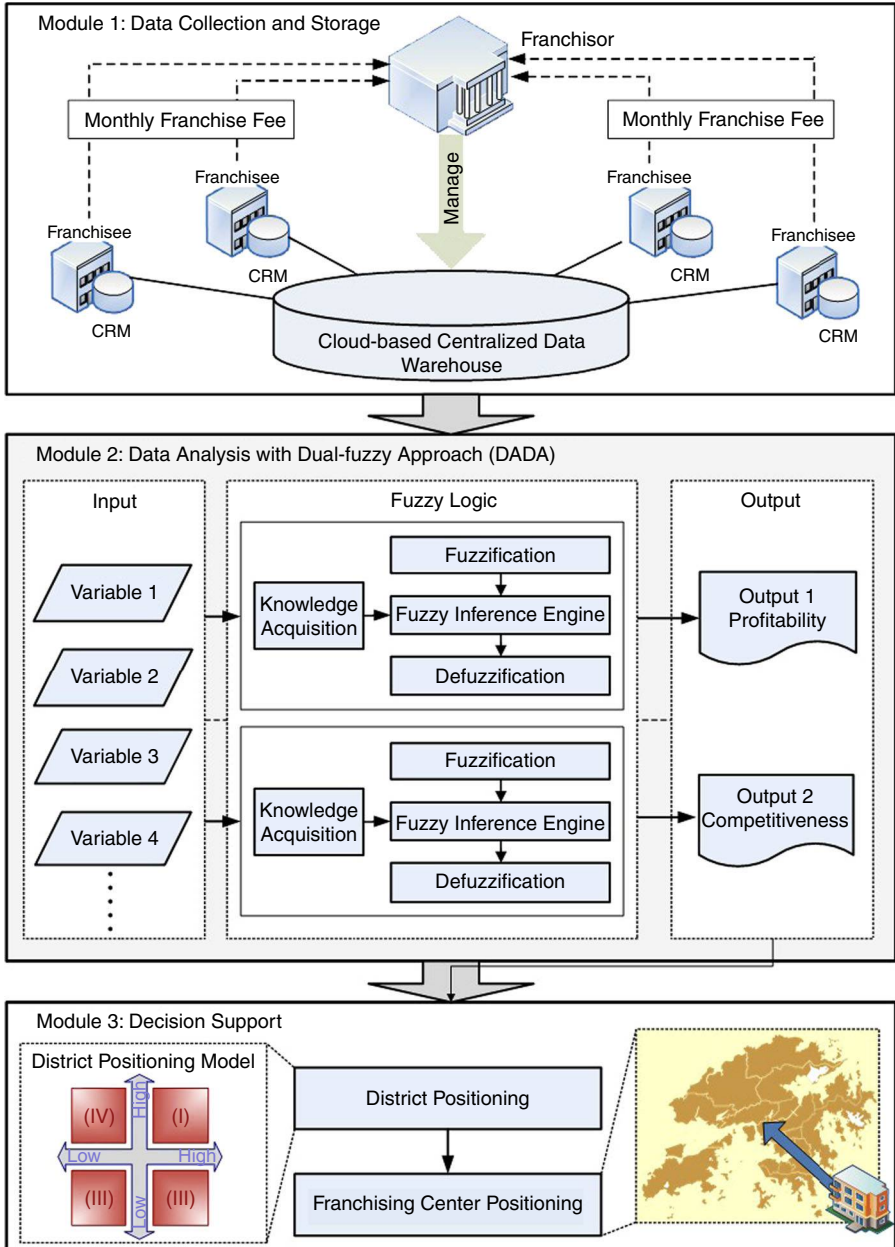 Module 1: Data Collection and Storage
Franchisor
Monthly Franchise Fee
Monthly Franchise Fee
Manage
Franchisee
Franchisee
Franchisee
Franchisee
CRM
CRM
CRM
CRM
Cloud-based Centralized Data
Warehouse
Module 2: Data Analysis with Dual-fuzzy Approach (DADA)
Input
Variable 1
Variable 2
Variable 3
Variable 4
Fuzzy Logic
Fuzzification
Knowledge
Acquisition
Fuzzy Inference Engine
Defuzzification
Fuzzification
Knowledge
Acquisition
Fuzzy Inference Engine
Defuzzification
Output
Output 1
Profitability
Output 2
Competitiveness
Module 3: Decision Support
District Positioning Model
High
(IV)
(I)
Low
High
(III)
(III)
Low
District Positioning
Franchising Center Positioning